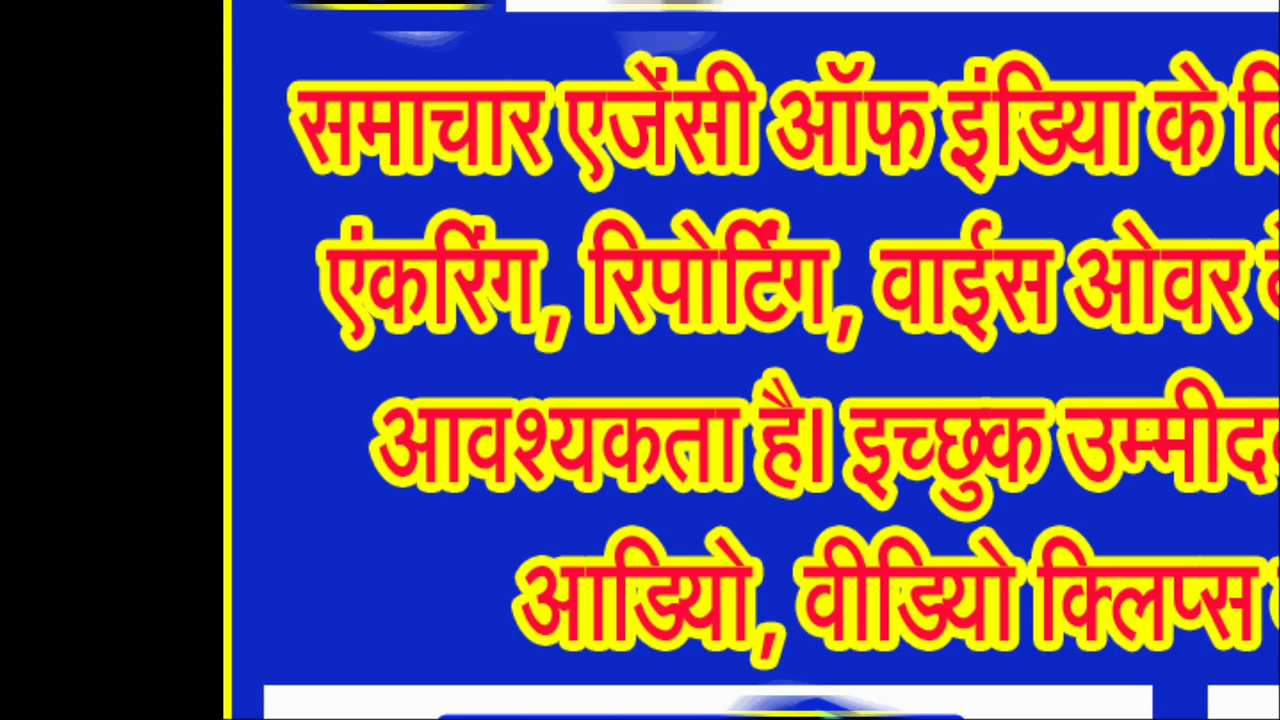 समाचार एजेंसी ऑफ इंडिया के
एंकरिंग, रिपोर्टिंग, वाईस ओवर
आवश्यकता है। इच्छुक
आडियो, वीडियो क्लिप्स